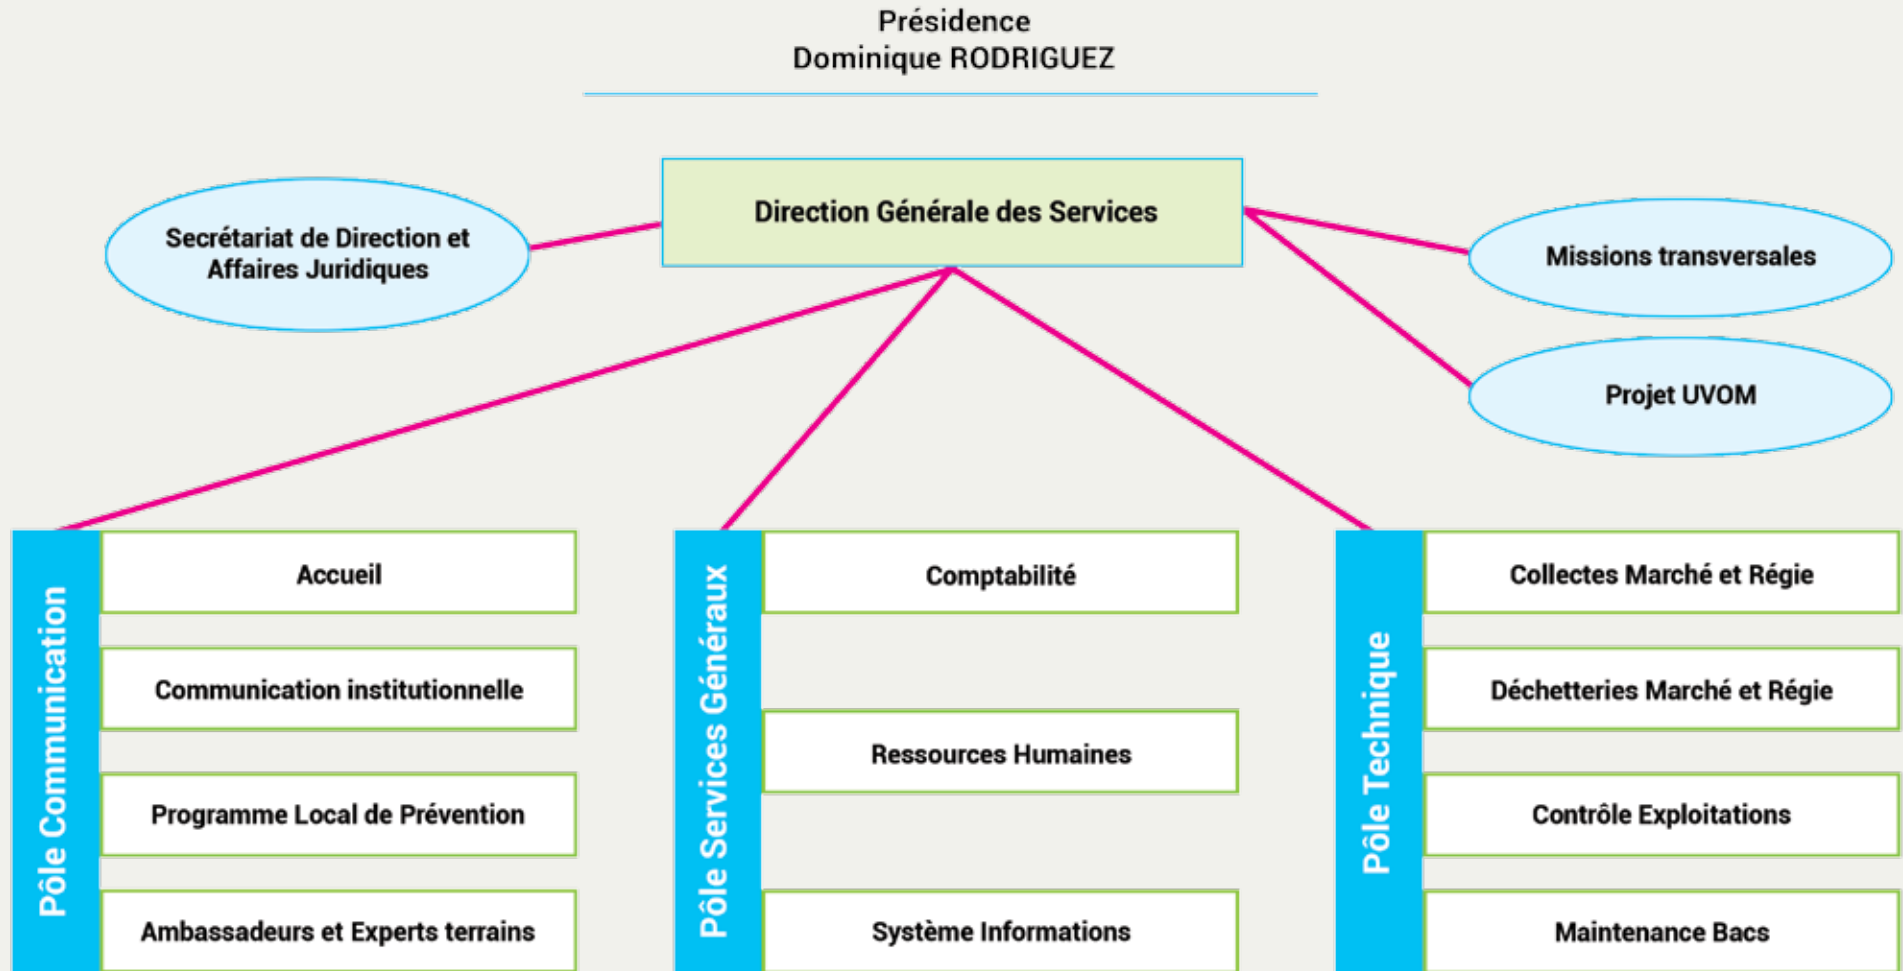 Présidence
Dominique RODRIGUEZ
Direction Générale des Services
Secrétariat de Direction et
Affaires Juridiques
Missions transversales
Projet UVOM
Pôle Communication
Accueil
Communication institutionnelle
Programme Local de Prévention
Ambassadeurs et Experts terrains
Pôle Services Généraux
Comptabilité
Ressources Humaines
Système Informations
Pôle Technique
Collectes Marché et Régie
Déchetteries Marché et Régie
Contrôle Exploitations
Maintenance Bacs